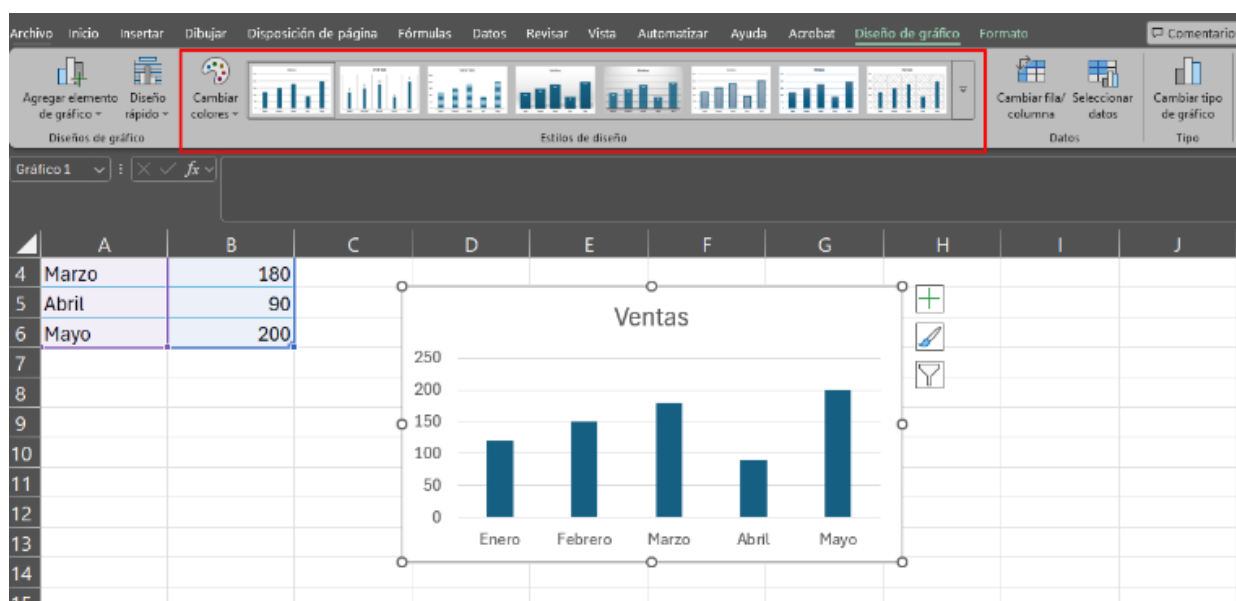 Archivo Inicio Insertar Dibujar Disposición de página Fórmulas Datos Revisar Vista Automatizar Ayuda Acrobat Diseño de gráfico Formato Comentario
Agregar elemento de gráfico
Diseño rápido
Cambiar colores
Cambiar fila/ columna
Seleccionar datos
Cambiar tipo de gráfico
Diseños de gráfico Estilos de diseño Datos Tipo
Gráfico 1 fx
A B C D E F G H I J
4 Marzo 180
5 Abril 90
6 Mayo 200
7
8
9
10
11
12
13
14
15
Ventas
250
200
150
100
50
0
Enero Febrero Marzo Abril Mayo